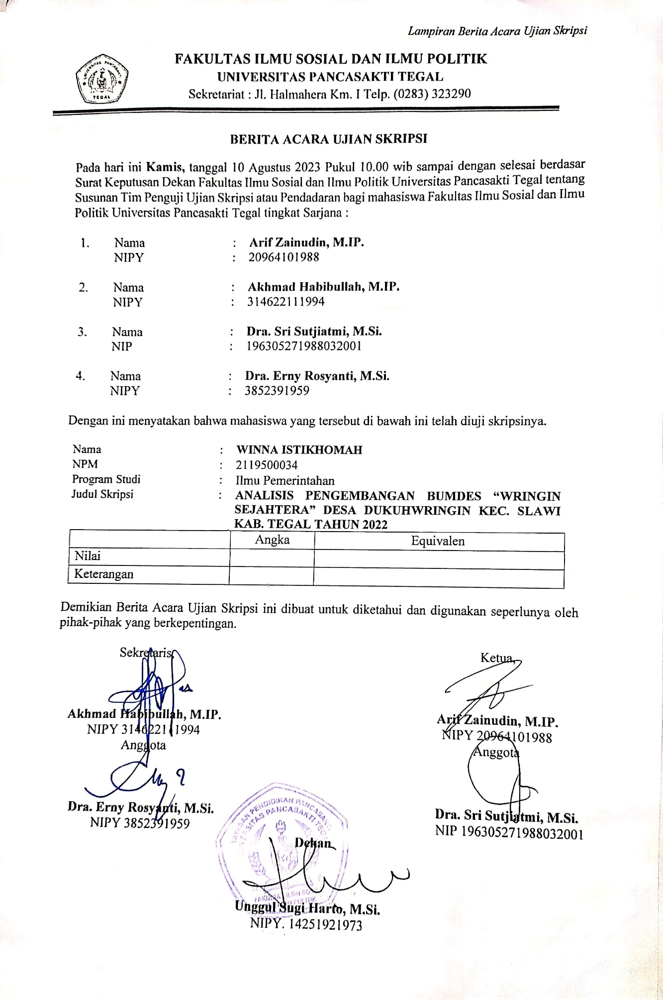 Lampiran Berita Acara Ujian Skripsi
FAKULTAS ILMU SOSIAL DAN ILMU POLITIK
UNIVERSITAS PANCASAKTI TEGAL
Sekretariat : Jl. Halmahera Km. I Telp. (0283) 323290
UNIVERSITAS PANCASAKTI
TEGAL
BERITA ACARA UJIAN SKRIPSI
Pada hari ini Kamis, tanggal 10 Agustus 2023 Pukul 10.00 wib sampai dengan selesai berdasar
Surat Keputusan Dekan Fakultas Ilmu Sosial dan Ilmu Politik Universitas Pancasakti Tegal tentang
Susunan Tim Penguji Ujian Skripsi atau Pendadaran bagi mahasiswa Fakultas Ilmu Sosial dan Ilmu
Politik Universitas Pancasakti Tegal tingkat Sarjana :
1. Nama : Arif Zainudin, M.IP.
NIPY : 20964101988
2. Nama : Akhmad Habibullah, M.IP.
NIPY : 314622111994
3. Nama : Dra. Sri Sutjiatmi, M.Si.
NIP : 196305271988032001
4. Nama : Dra. Erny Rosyanti, M.Si.
NIPY : 3852391959
Dengan ini menyatakan bahwa mahasiswa yang tersebut di bawah ini telah diuji skripsinya.
Nama : WINNA ISTIKHOMAH
NPM : 2119500034
Program Studi : Ilmu Pemerintahan
Judul Skripsi : ANALISIS PENGEMBANGAN BUMDES “WRINGIN
SEJAHTERA” DESA DUKUHWRINGIN KEC. SLAWI
KAB. TEGAL TAHUN 2022
Angka Equivalen
Nilai
Keterangan
Demikian Berita Acara Ujian Skripsi ini dibuat untuk diketahui dan digunakan seperlunya oleh
pihak-pihak yang berkepentingan.
Sekretaris, Ketua,
Akhmad Habibullah, M.IP. Arif Zainudin, M.IP.
NIPY 314622111994 NIPY 20964101988
Anggota Anggota
Dra. Erny Rosyanti, M.Si. Dra. Sri Sutjiatmi, M.Si.
NIPY 3852391959 NIP 196305271988032001
YAYASAN PENDIDIKAN PANCASAKTI
UNIVERSITAS PANCASAKTI TEGAL
Dekan
FAKULTAS ILMU SOSIAL
ILMU POLITIK
Unggul Sugi Harto, M.Si.
NIPY. 14251921973